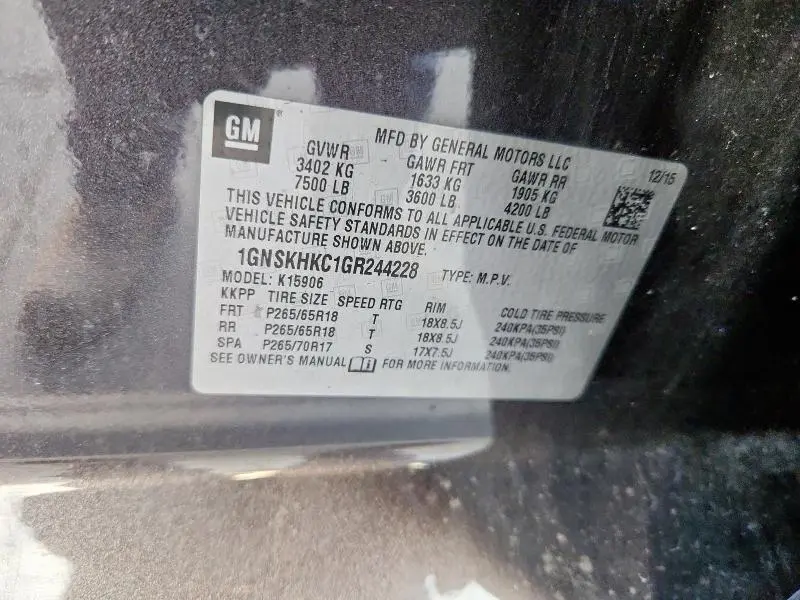 GM
MFD BY GENERAL MOTORS LLC
GVWR GAWR FRT GAWR RR 12/15
3402 KG 1633 KG 1905 KG
7500 LB 3600 LB 4200 LB
THIS VEHICLE CONFORMS TO ALL APPLICABLE U.S. FEDERAL MOTOR
VEHICLE SAFETY STANDARDS IN EFFECT ON THE DATE OF
MANUFACTURE SHOWN ABOVE.
1GNSKHKC1GR244228 TYPE: M.P.V.
MODEL: K15906
KKPP TIRE SIZE SPEED RTG RIM COLD TIRE PRESSURE
FRT P265/65R18 T 18X8.5J 240KPA(35PSI)
RR P265/65R18 T 18X8.5J 240KPA(35PSI)
SPA P265/70R17 S 17X7.5J 240KPA(35PSI)
SEE OWNER'S MANUAL FOR MORE INFORMATION.